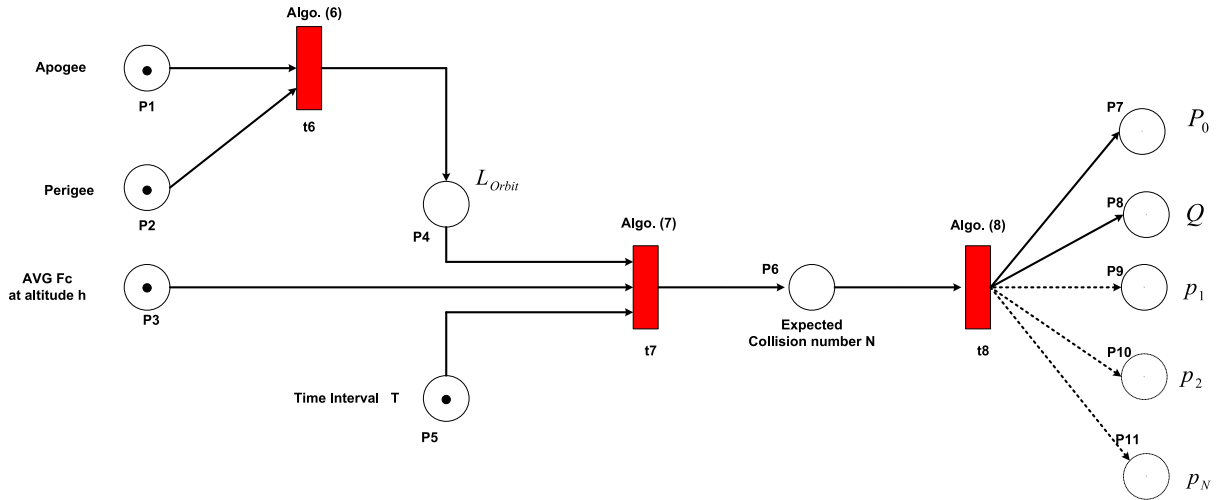 Algo. (6)
Apogee
P1
t6
Perigee
P2
L_Orbit
P4
Algo. (7)
Algo. (8)
AVG Fc
at altitude h
P3
t7
P6
Expected
Collision number N
t8
Time Interval T
P5
P7
P_0
P8
Q
P9
p_1
P10
p_2
P11
p_N